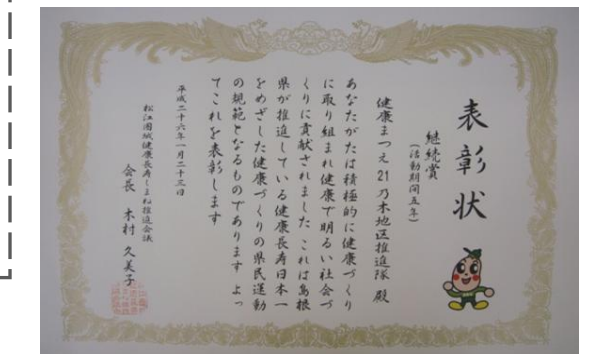 表彰状
継続賞
(活動期間五年)
健康まつえ21乃木地区推進隊 殿
あなたがたは積極的に健康づくり
に取り組まれ健康で明るい社会づ
くりに貢献されました これは島根
県が推進している健康長寿日本一
をめざした健康づくりの県民運動
の規範となるものであります よっ
てこれを表彰します
平成二十六年一月二十三日
松江圏域健康長寿しまね推進会議
会長 木村 久美子